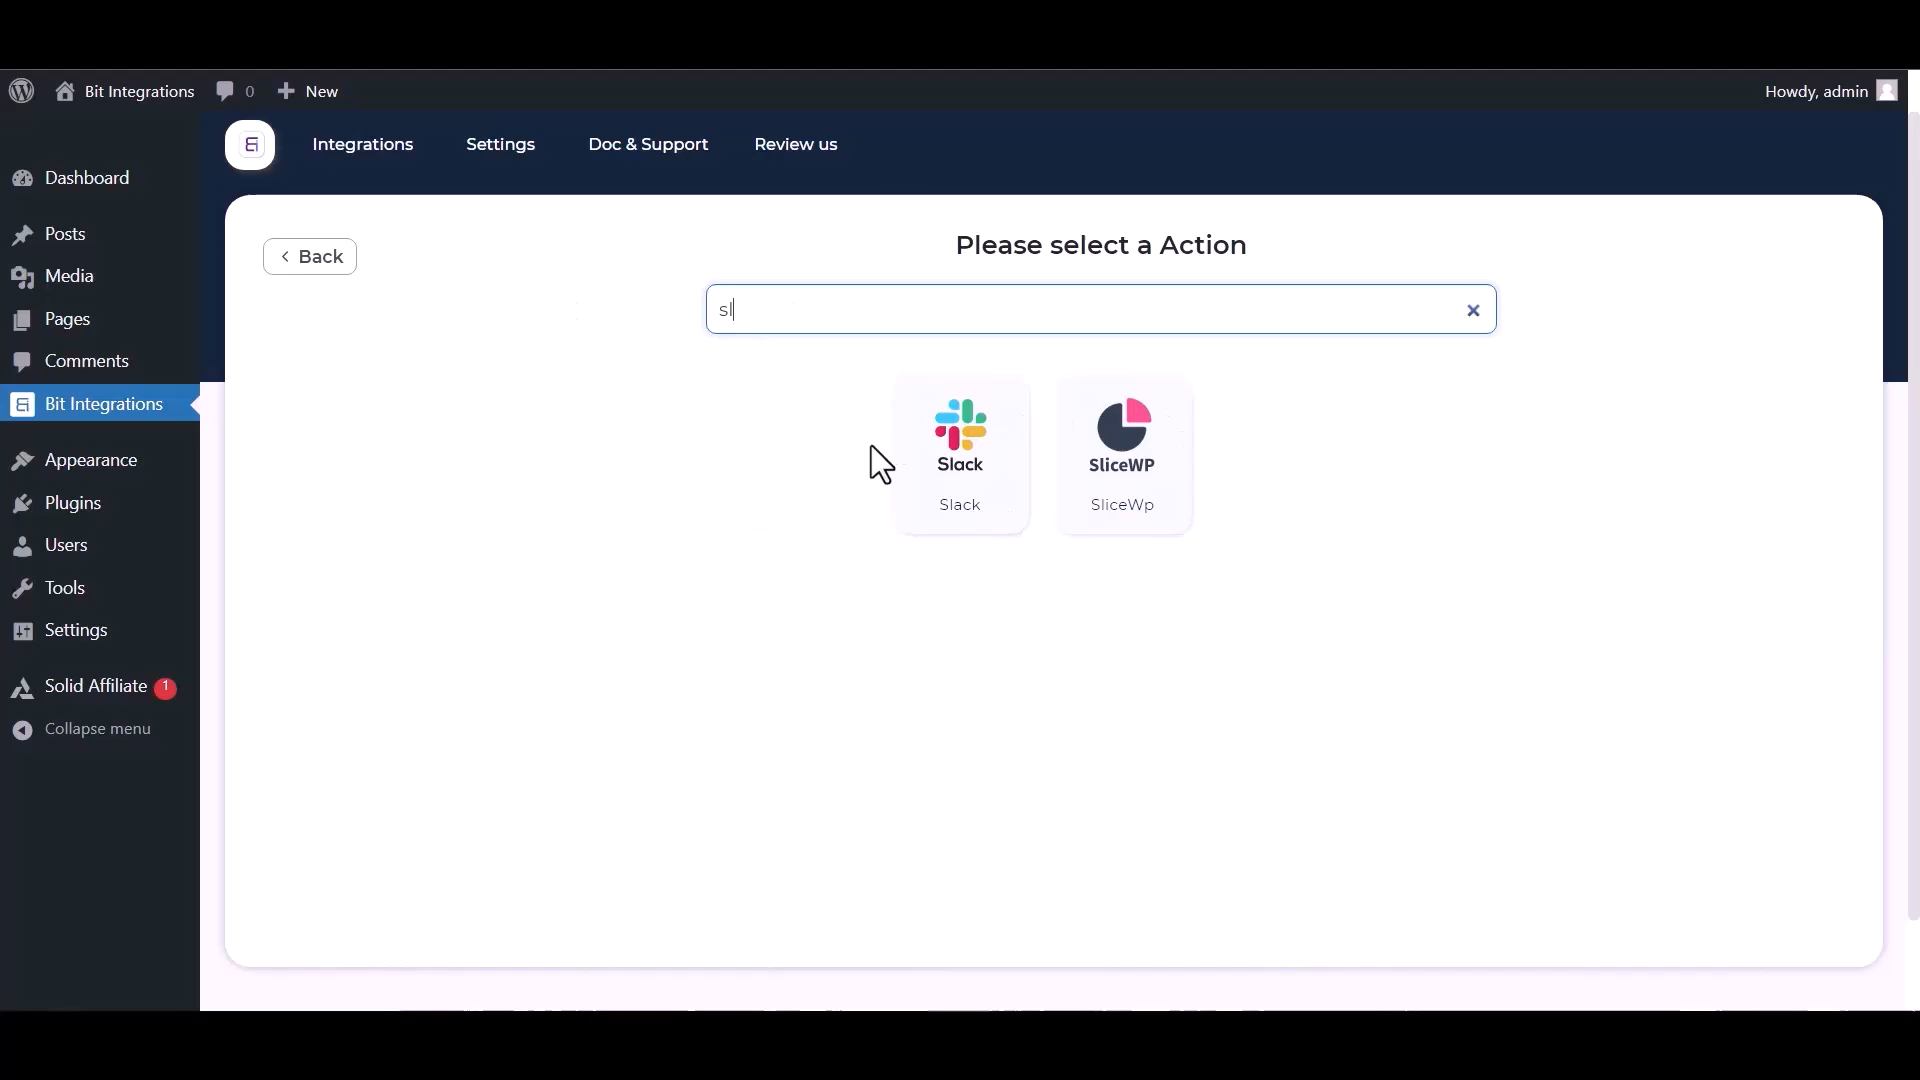 Bit Integrations
0
New
Howdy, admin
Integrations
Settings
Doc & Support
Review us
Dashboard
Posts
Media
Pages
Comments
Bit Integrations
Appearance
Plugins
Users
Tools
Settings
Solid Affiliate 1
Collapse menu
Back
Please select a Action
sl
Slack
Slack
SliceWP
SliceWp